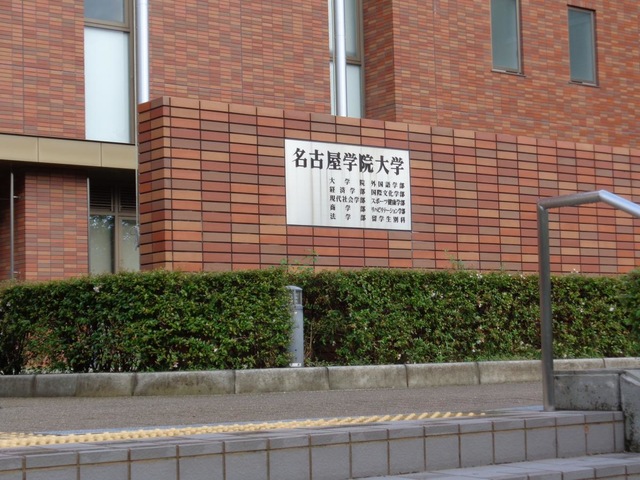 名古屋学院大学
大学院 外国語学部
経済学部 国際文化学部
現代社会学部 スポーツ健康学部
商学部 リハビリテーション学部
法学部 留学生別科